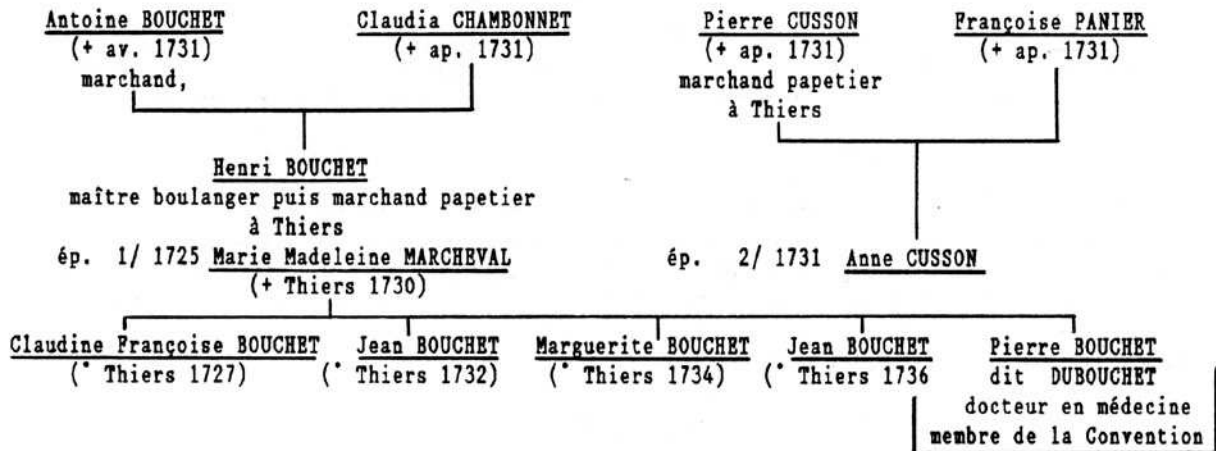 Antoine BOUCHET Claudia CHAMBONNET Pierre CUSSON Françoise PANIER
(+ av. 1731) (+ ap. 1731) (+ ap. 1731) (+ ap. 1731)
marchand, marchand papetier
à Thiers
Henri BOUCHET
maître boulanger puis marchand papetier
à Thiers
ép. 1/ 1725 Marie Madeleine MARCHEVAL ép. 2/ 1731 Anne CUSSON
(+ Thiers 1730)
Claudine Françoise BOUCHET Jean BOUCHET Marguerite BOUCHET Jean BOUCHET Pierre BOUCHET
(° Thiers 1727) (° Thiers 1732) (° Thiers 1734) (° Thiers 1736 dit DUBOUCHET
docteur en médecine
membre de la Convention